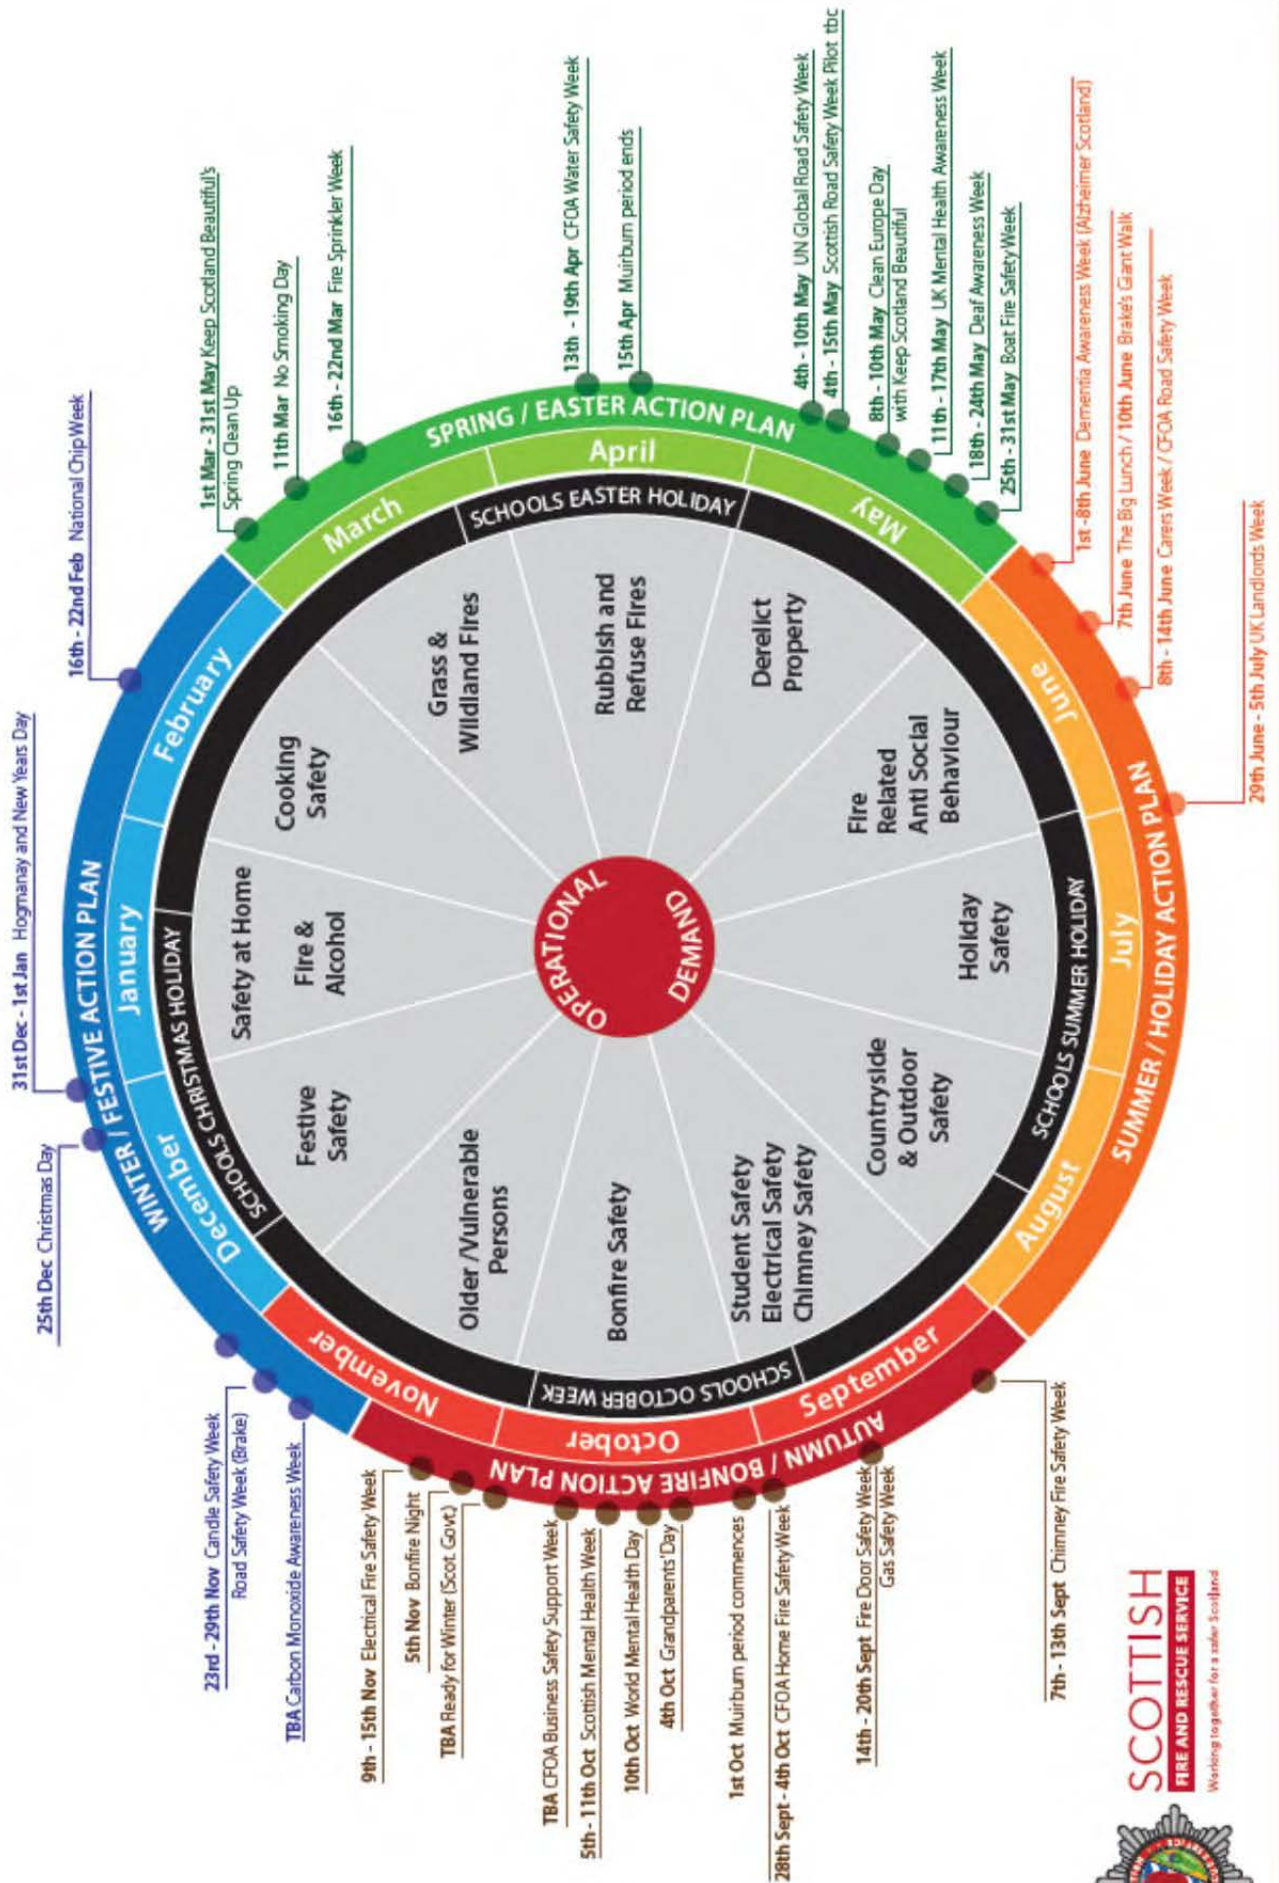 31st Dec - 1st Jan Hogmanay and New Years Day
25th Dec Christmas Day
16th - 22nd Feb National Chip Week
1st Mar - 31st May Keep Scotland Beautiful's
Spring Clean Up
11th Mar No Smoking Day
16th - 22nd Mar Fire Sprinkler Week
13th - 19th Apr CFOA Water Safety Week
15th Apr Muirburn period ends
4th - 10th May UN Global Road Safety Week
4th - 15th May Scottish Road Safety Week Pilot tbc
8th - 10th May Clean Europe Day
with Keep Scotland Beautiful
11th - 17th May UK Mental Health Awareness Week
18th - 24th May Deaf Awareness Week
25th - 31st May Boat Fire Safety Week
1st -8th June Dementia Awareness Week (Alzheimer Scotland)
7th June The Big Lunch / 10th June Brake's Giant Walk
8th - 14th June Carers Week / CFOA Road Safety Week
29th June - 5th July UK Landlords Week
7th - 13th Sept Chimney Fire Safety Week
14th - 20th Sept Fire Door Safety Week
Gas Safety Week
28th Sept - 4th Oct CFOA Home Fire Safety Week
1st Oct Muirburn period commences
4th Oct Grandparents' Day
10th Oct World Mental Health Day
5th - 11th Oct Scottish Mental Health Week
TBA CFOA Business Safety Support Week
TBA Ready for Winter (Scot. Govt.)
5th Nov Bonfire Night
9th - 15th Nov Electrical Fire Safety Week
TBA Carbon Monoxide Awareness Week
23rd - 29th Nov Candle Safety Week
Road Safety Week (Brake)
WINTER / FESTIVE ACTION PLAN
SPRING / EASTER ACTION PLAN
SUMMER / HOLIDAY ACTION PLAN
AUTUMN / BONFIRE ACTION PLAN
January
February
March
April
May
June
July
August
September
October
November
December
SCHOOLS CHRISTMAS HOLIDAY
SCHOOLS EASTER HOLIDAY
SCHOOLS SUMMER HOLIDAY
SCHOOLS OCTOBER WEEK
Safety at Home
Fire &
Alcohol
Cooking
Safety
Grass &
Wildland Fires
Rubbish and
Refuse Fires
Derelict
Property
Fire
Related
Anti Social
Behaviour
Holiday
Safety
Countryside
& Outdoor
Safety
Student Safety
Electrical Safety
Chimney Safety
Bonfire Safety
Older /Vulnerable
Persons
Festive
Safety
OPERATIONAL
DEMAND
SCOTTISH
FIRE AND RESCUE SERVICE
Working together for a safer Scotland